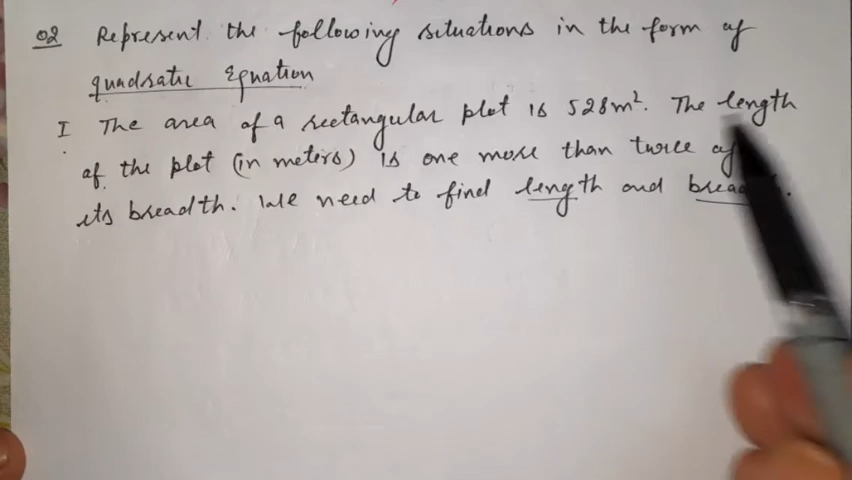 Q2 Represent the following situations in the form of
quadratic Equation
I The area of a rectangular plot is 528m². The length
of the plot (in meters) is one more than twice of
its breadth. We need to find length and breadth.